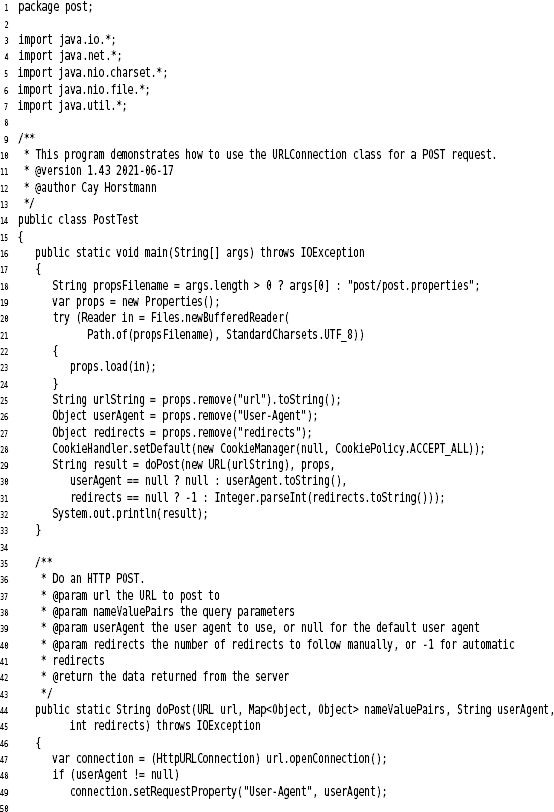 1 package post;
2
3 import java.io.*;
4 import java.net.*;
5 import java.nio.charset.*;
6 import java.nio.file.*;
7 import java.util.*;
8
9 /**
10  * This program demonstrates how to use the URLConnection class for a POST request.
11  * @version 1.43 2021-06-17
12  * @author Cay Horstmann
13  */
14 public class PostTest
15 {
16    public static void main(String[] args) throws IOException
17    {
18       String propsFilename = args.length > 0 ? args[0] : "post/post.properties";
19       var props = new Properties();
20       try (Reader in = Files.newBufferedReader(
21             Path.of(propsFilename), StandardCharsets.UTF_8))
22       {
23          props.load(in);
24       }
25       String urlString = props.remove("url").toString();
26       Object userAgent = props.remove("User-Agent");
27       Object redirects = props.remove("redirects");
28       CookieHandler.setDefault(new CookieManager(null, CookiePolicy.ACCEPT_ALL));
29       String result = doPost(new URL(urlString), props,
30          userAgent == null ? null : userAgent.toString(),
31          redirects == null ? -1 : Integer.parseInt(redirects.toString()));
32       System.out.println(result);
33    }
34
35    /**
36     * Do an HTTP POST.
37     * @param url the URL to post to
38     * @param nameValuePairs the query parameters
39     * @param userAgent the user agent to use, or null for the default user agent
40     * @param redirects the number of redirects to follow manually, or -1 for automatic
41     * redirects
42     * @return the data returned from the server
43     */
44    public static String doPost(URL url, Map<Object, Object> nameValuePairs, String userAgent,
45          int redirects) throws IOException
46    {
47       var connection = (HttpURLConnection) url.openConnection();
48       if (userAgent != null)
49          connection.setRequestProperty("User-Agent", userAgent);
50